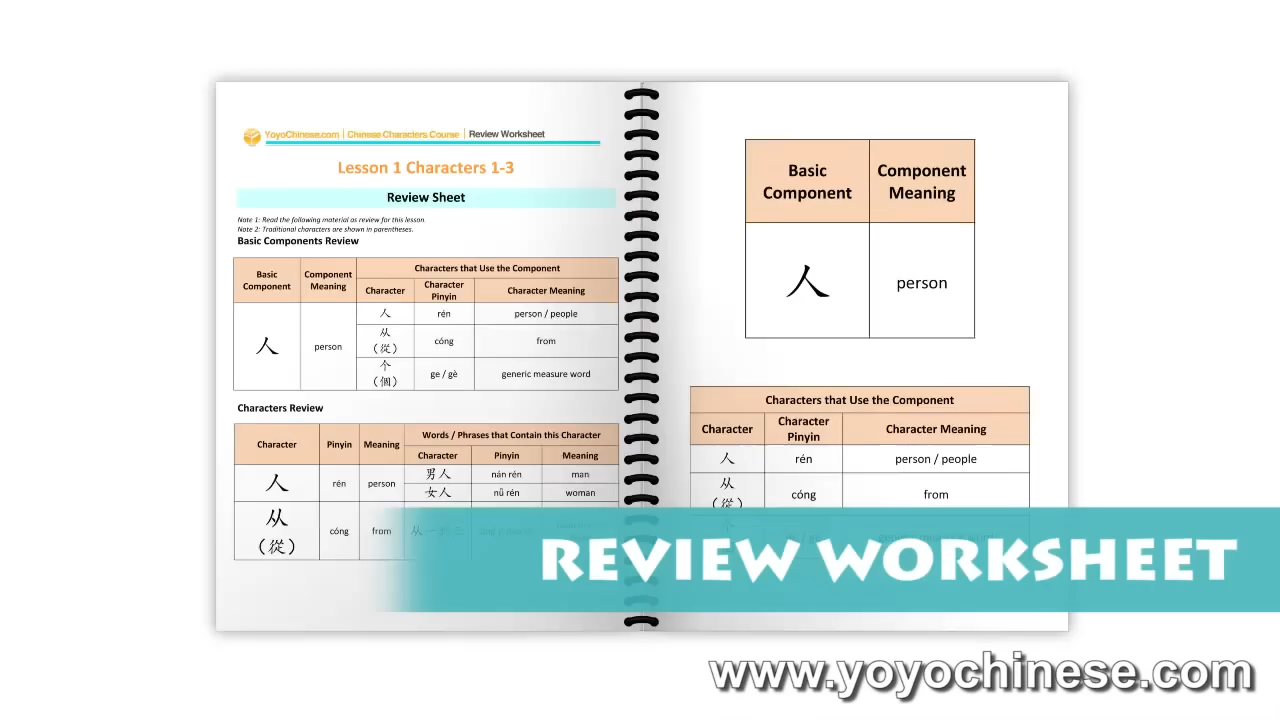 YoyoChinese.com | Chinese Characters Course | Review Worksheet
Lesson 1 Characters 1-3
Review Sheet
Note 1: Read the following material as review for this lesson.
Note 2: Traditional characters are shown in parentheses.
Basic Components Review
Basic Component
Component Meaning
Characters that Use the Component
Character
Character Pinyin
Character Meaning
人
person
人
rén
person / people
从
(從)
cóng
from
个
(個)
ge / gè
generic measure word
Characters Review
Character
Pinyin
Meaning
Words / Phrases that Contain this Character
Character
Pinyin
Meaning
人
rén
person
男人
nán rén
man
女人
nǚ rén
woman
从
(從)
cóng
from
Basic
Component
Component
Meaning
人
person
Characters that Use the Component
Character
Character
Pinyin
Character Meaning
人
rén
person / people
从
(從)
cóng
from
REVIEW WORKSHEET
www.yoyochinese.com